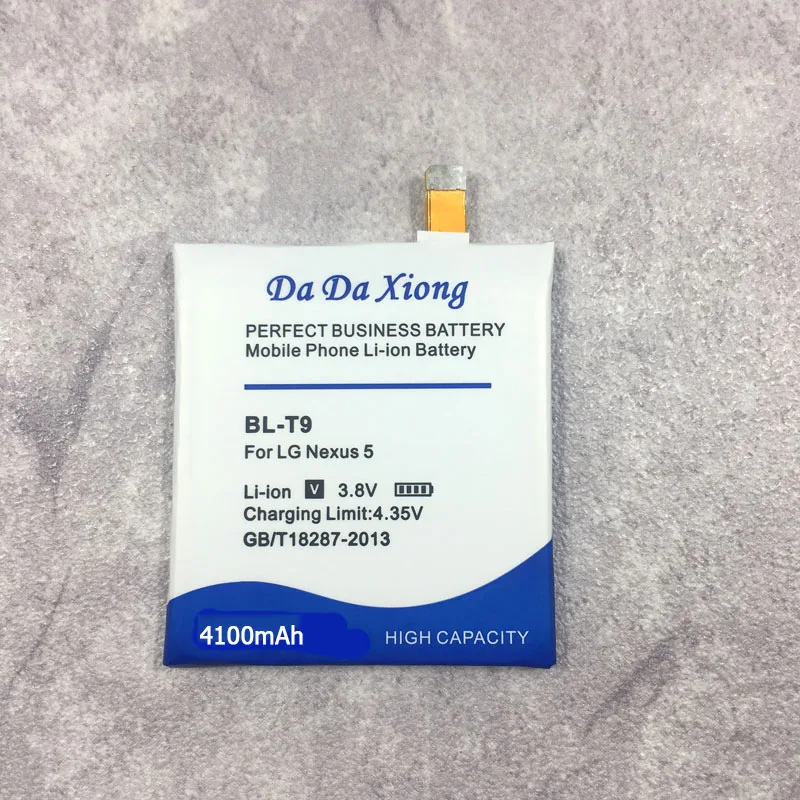 Da Da Xiong
PERFECT BUSINESS BATTERY
Mobile Phone Li-ion Battery
BL-T9
For LG Nexus 5
Li-ion V 3.8V
Charging Limit:4.35V
GB/T18287-2013
4100mAh
HIGH CAPACITY